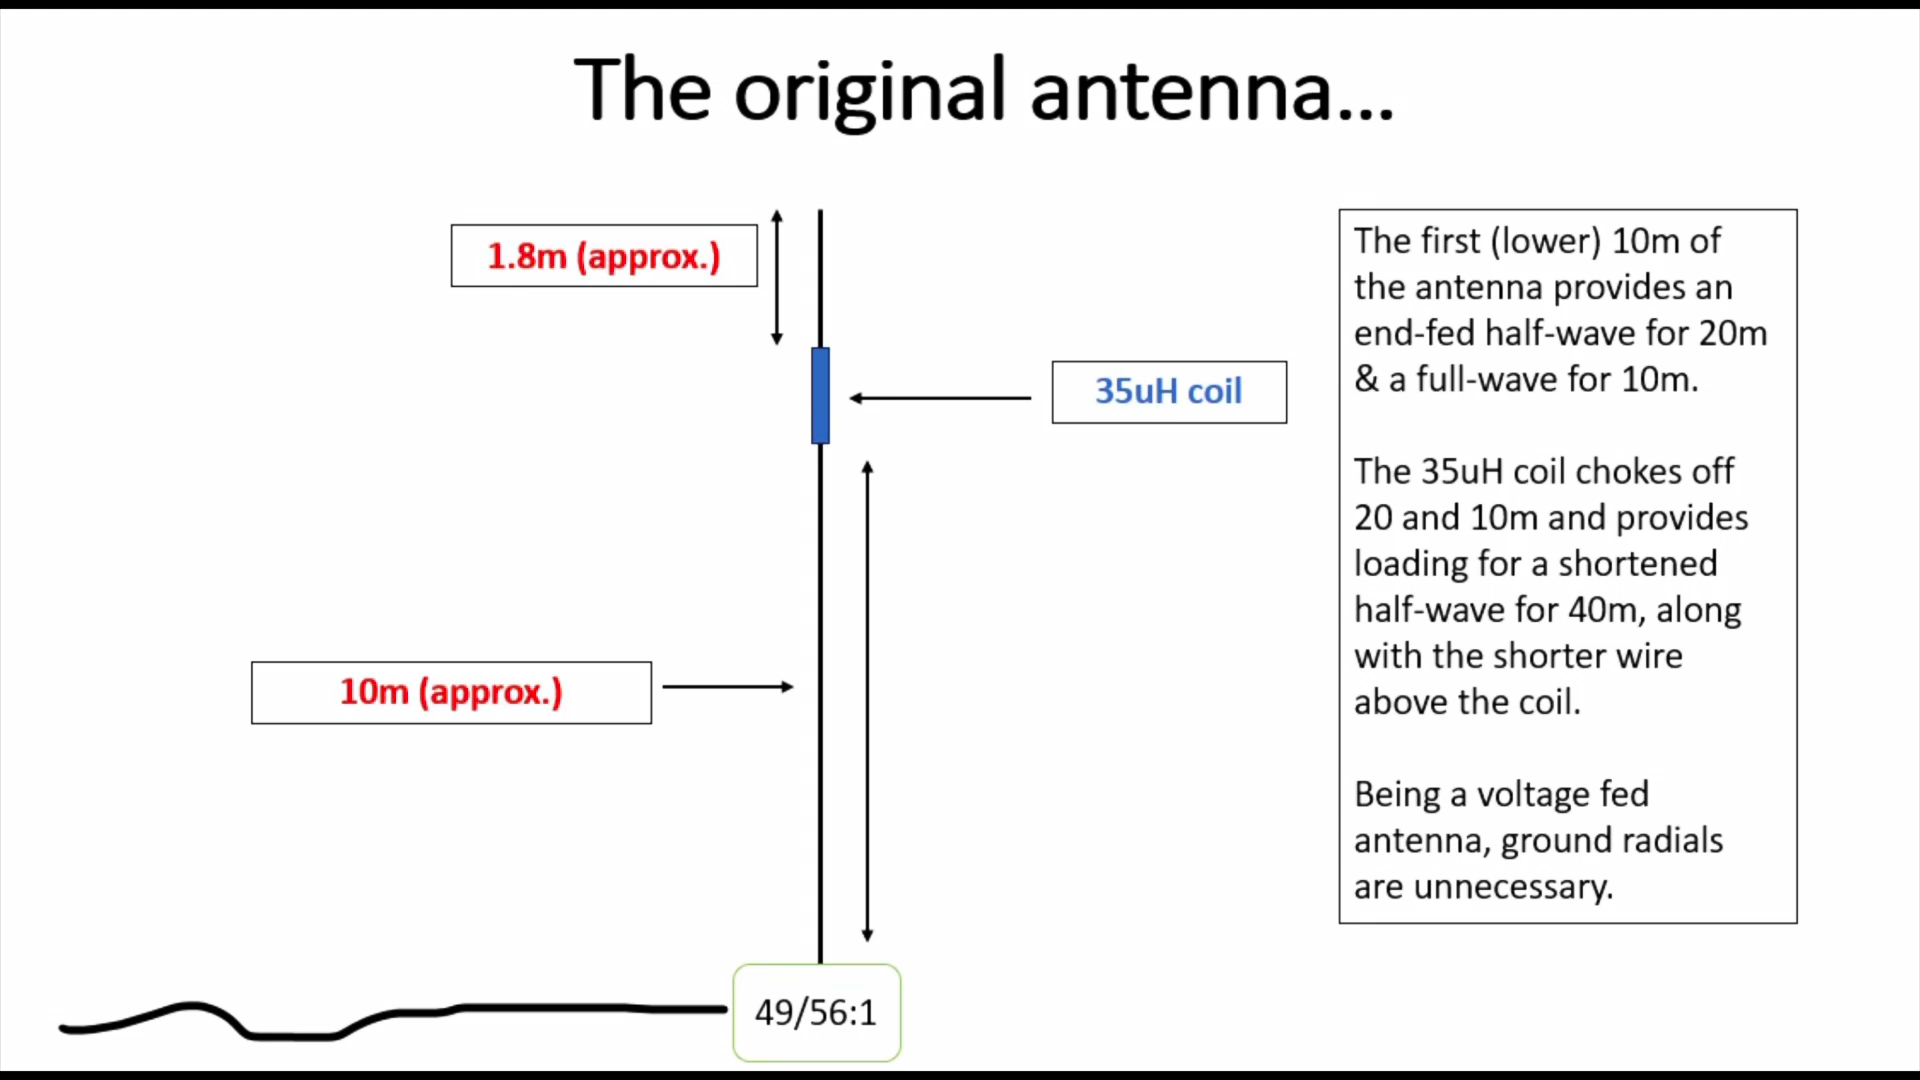 The original antenna...
1.8m (approx.)
35uH coil
10m (approx.)
49/56:1
The first (lower) 10m of
the antenna provides an
end-fed half-wave for 20m
& a full-wave for 10m.
The 35uH coil chokes off
20 and 10m and provides
loading for a shortened
half-wave for 40m, along
with the shorter wire
above the coil.
Being a voltage fed
antenna, ground radials
are unnecessary.